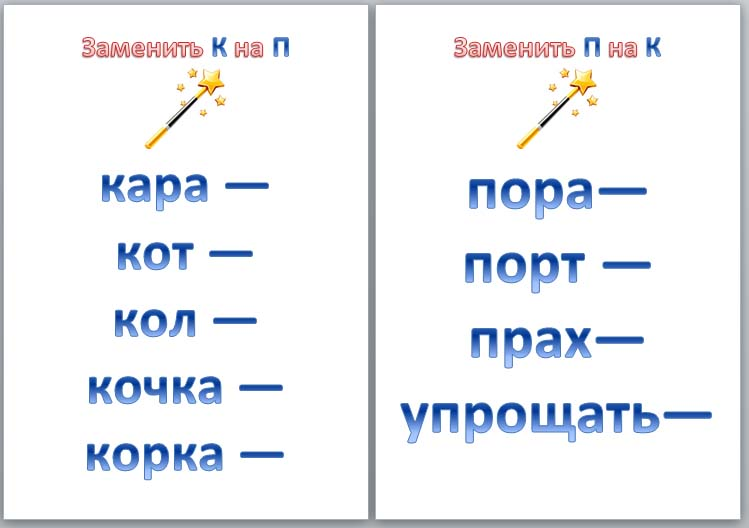 Заменить К на П
кара —
кот —
кол —
кочка —
корка —
Заменить П на К
пора—
порт —
прах—
упрощать—